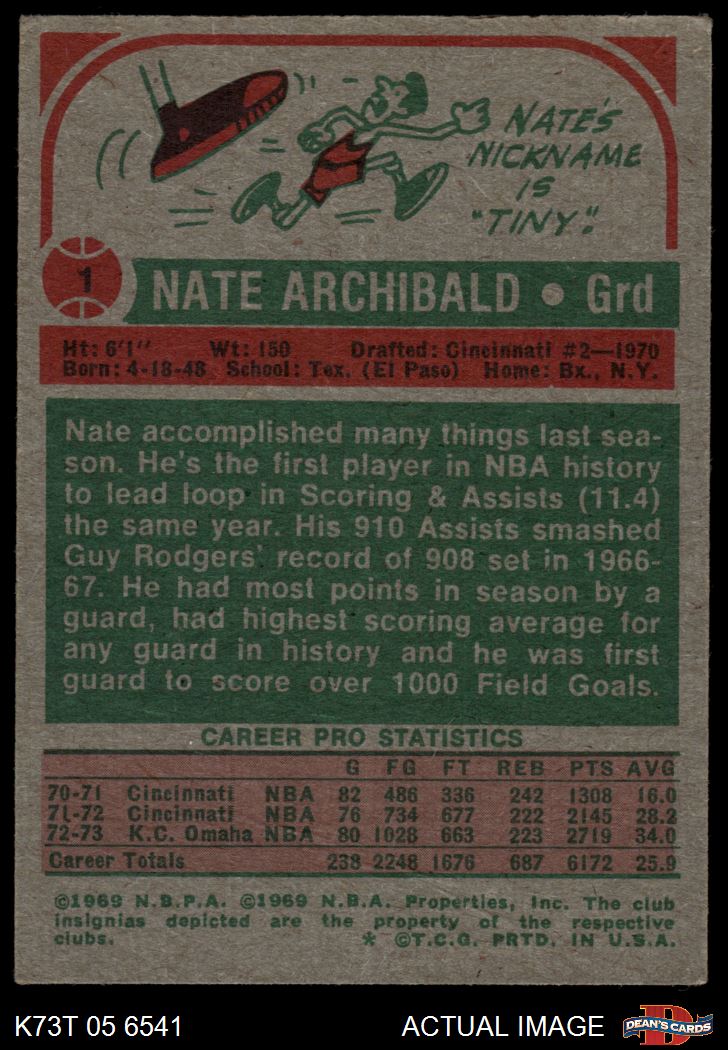 NATE'S
NICKNAME
IS
"TINY."
1 NATE ARCHIBALD • Grd
Ht: 6'1" Wt: 150 Drafted: Cincinnati #2—1970
Born: 4-18-48 School: Tex. (El Paso) Home: Bx., N.Y.
Nate accomplished many things last sea-
son. He's the first player in NBA history
to lead loop in Scoring & Assists (11.4)
the same year. His 910 Assists smashed
Guy Rodgers' record of 908 set in 1966-
67. He had most points in season by a
guard, had highest scoring average for
any guard in history and he was first
guard to score over 1000 Field Goals.
CAREER PRO STATISTICS
G FG FT REB PTS AVG
70-71 Cincinnati NBA 82 486 336 242 1308 16.0
71-72 Cincinnati NBA 76 734 677 222 2145 28.2
72-73 K.C. Omaha NBA 80 1028 663 223 2719 34.0
Career Totals 238 2248 1676 687 6172 25.9
©1969 N.B.P.A. ©1969 N.B.A. Properties, Inc. The club
insignias depicted are the property of the respective
clubs. * ©T.C.G. PRTD. IN U.S.A.
K73T 05 6541 ACTUAL IMAGE D DEAN'S CARDS